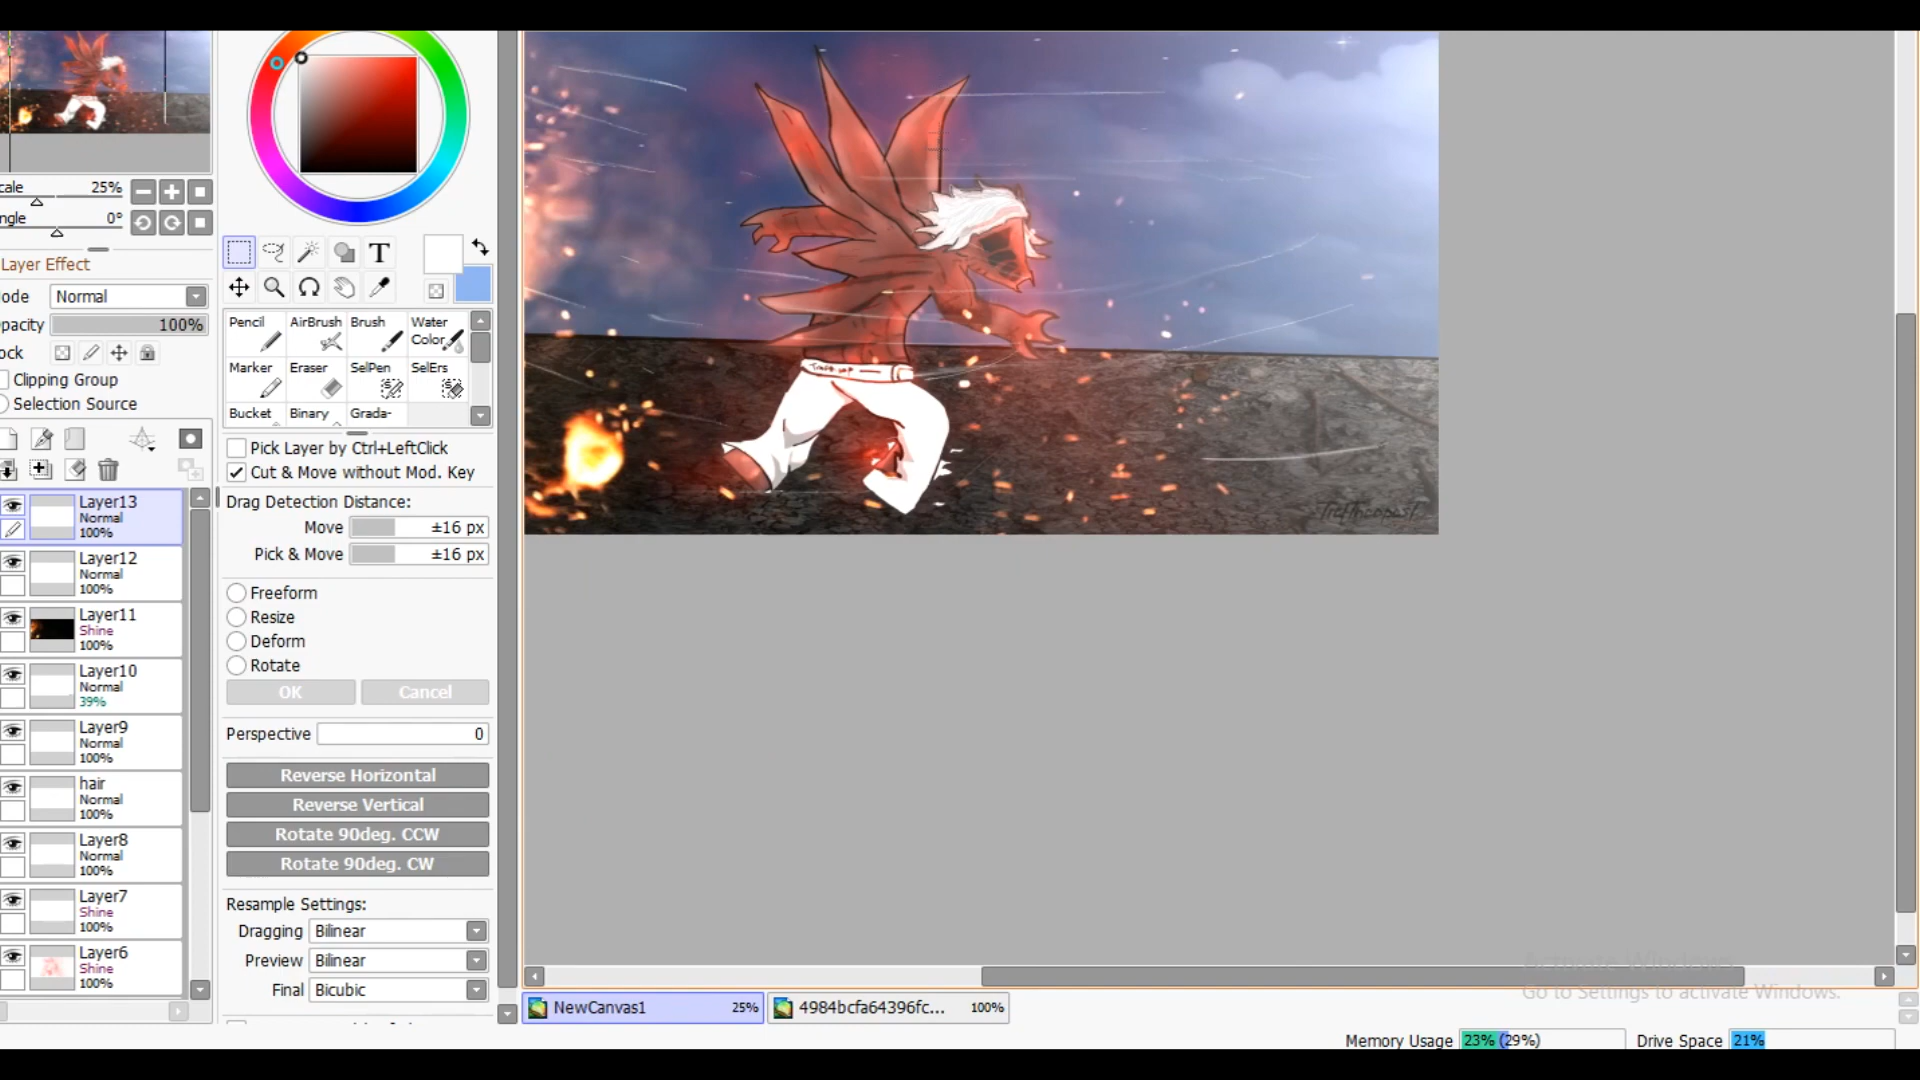 cale 25%
ngle 0°
Layer Effect
ode Normal
pacity 100%
ock
Clipping Group
Selection Source
Layer13
Normal
100%
Layer12
Normal
100%
Layer11
Shine
100%
Layer10
Normal
39%
Layer9
Normal
100%
hair
Normal
100%
Layer8
Normal
100%
Layer7
Shine
100%
Layer6
Shine
100%
T
Pencil AirBrush Brush Water Color
Marker Eraser SelPen SelErs
Bucket Binary Grada-
Pick Layer by Ctrl+LeftClick
Cut & Move without Mod. Key
Drag Detection Distance:
Move ±16 px
Pick & Move ±16 px
Freeform
Resize
Deform
Rotate
OK Cancel
Perspective 0
Reverse Horizontal
Reverse Vertical
Rotate 90deg. CCW
Rotate 90deg. CW
Resample Settings:
Dragging Bilinear
Preview Bilinear
Final Bicubic
NewCanvas1 25%
4984bcfa64396fc... 100%
Activate Windows
Go to Settings to activate Windows.
Memory Usage 23% (29%)
Drive Space 21%